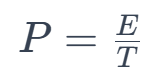 P = E/T